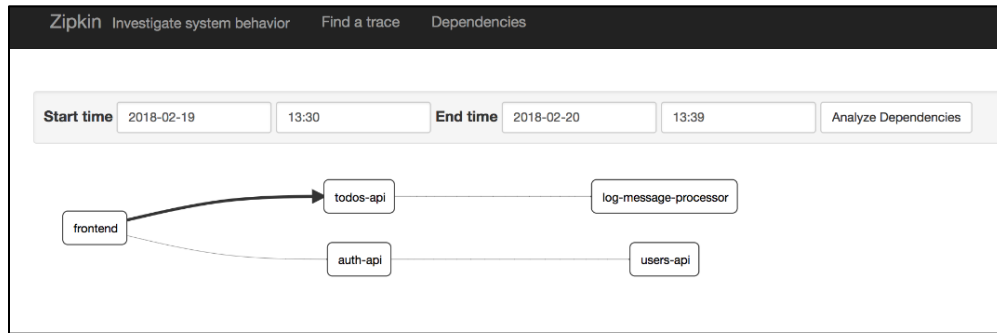 Zipkin Investigate system behavior Find a trace Dependencies
Start time 2018-02-19 13:30 End time 2018-02-20 13:39 Analyze Dependencies
todos-api log-message-processor
frontend
auth-api users-api